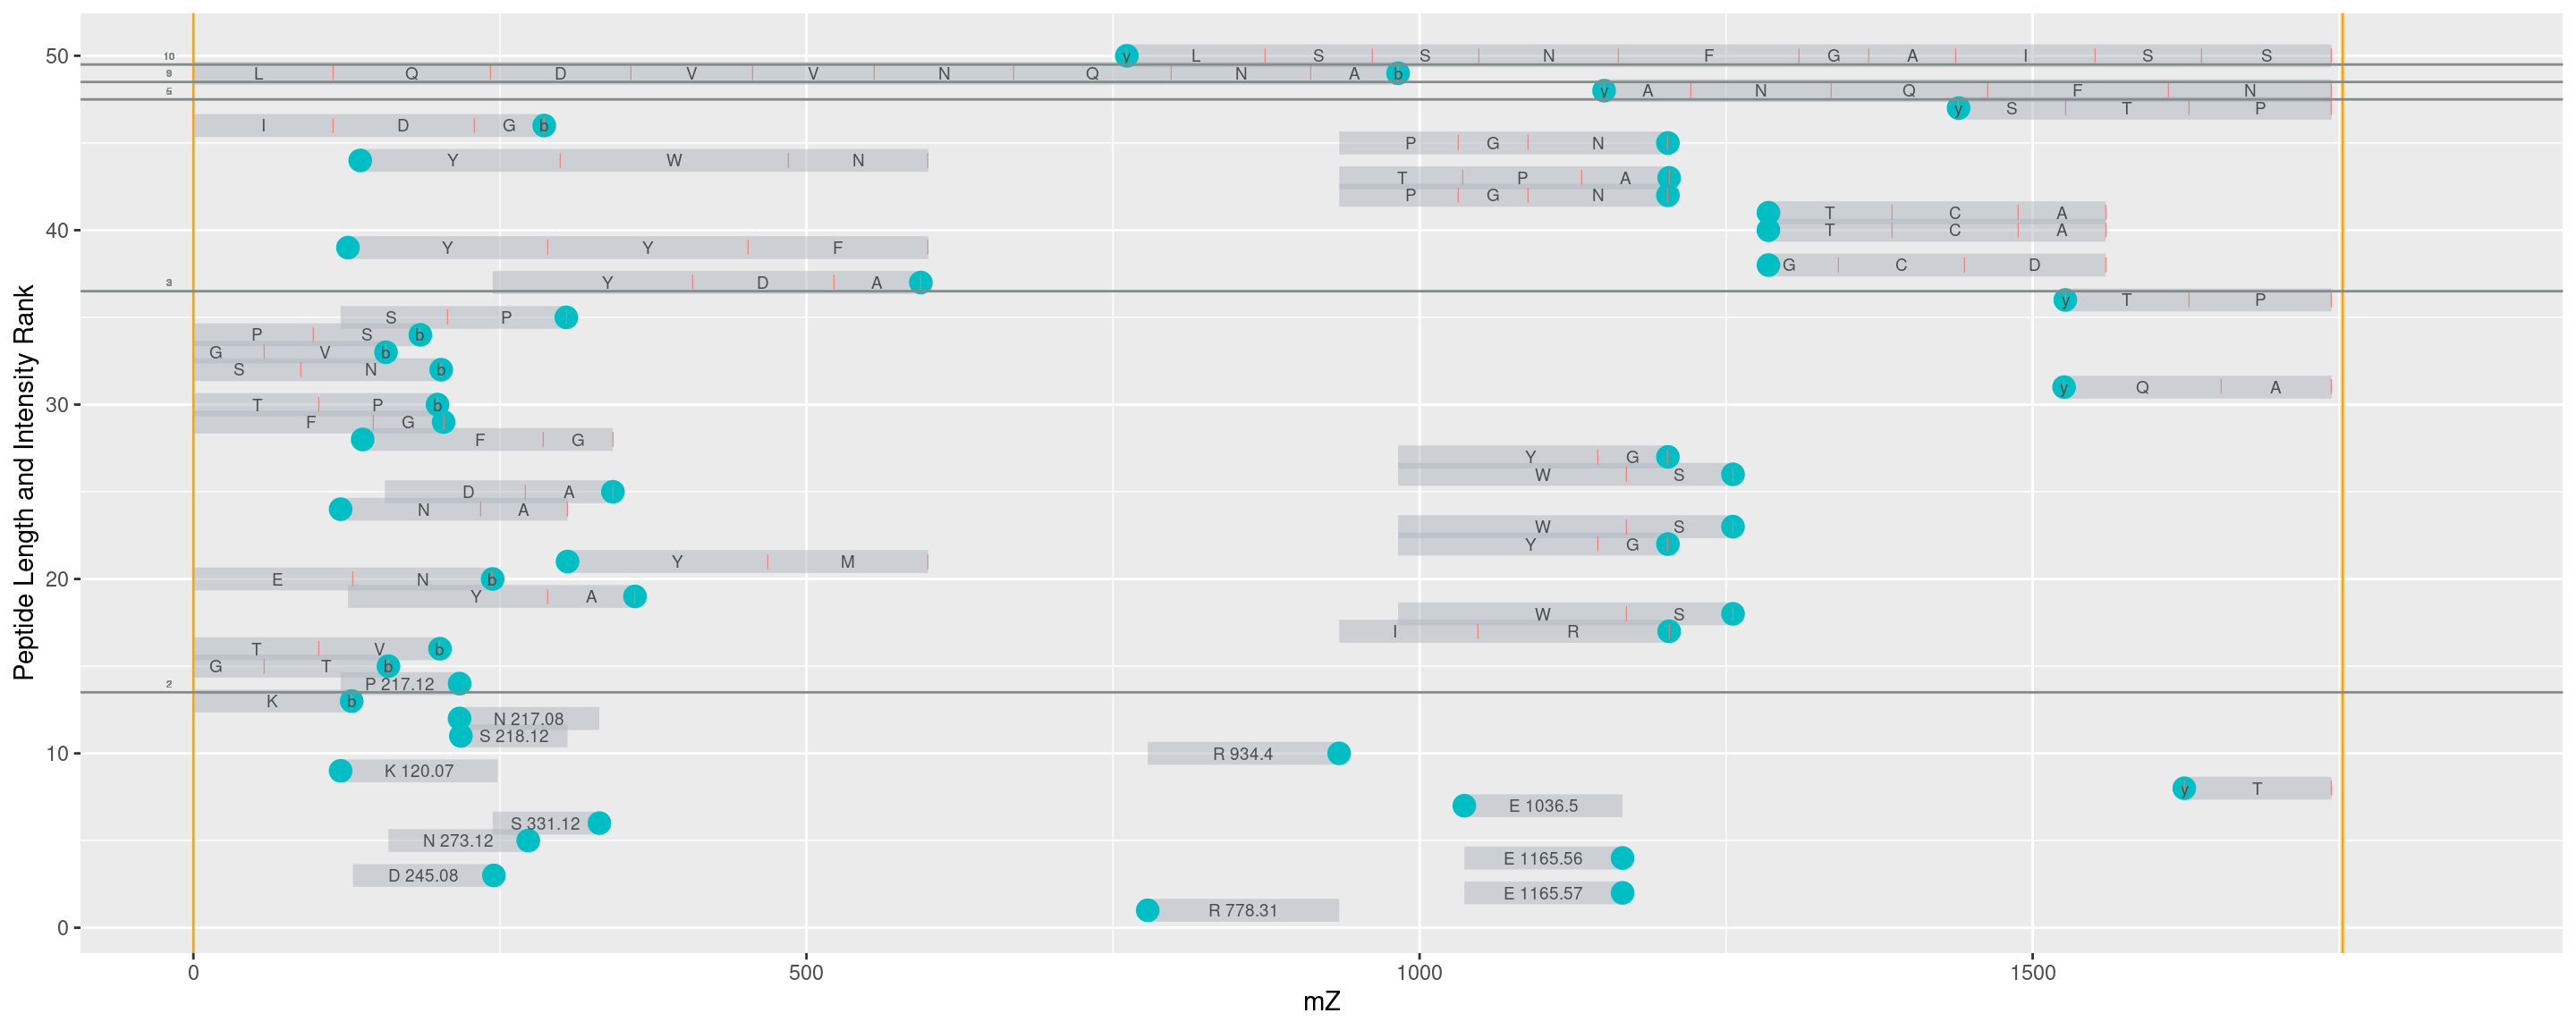 50
10
y L S S N F G A I S S
9
L Q D V V N Q N A b
5
y A N Q F N
y S T P
I D G b
P G N
Y W N
T P A
P G N
T C A
40
T C A
Y Y F
G C D
3
Y D A
y T P
S P
P S b
G V b
S N b
y Q A
30
T P b
F G
F G
Y G
W S
D A
N A
W S
Y G
Y M
20
E N b
Y A
W S
I R
T V b
G T b
2
P 217.12
K b
N 217.08
S 218.12
10
R 934.4
K 120.07
y T
E 1036.5
S 331.12
N 273.12
E 1165.56
D 245.08
E 1165.57
R 778.31
0
0 500 1000 1500
mZ
Peptide Length and Intensity Rank